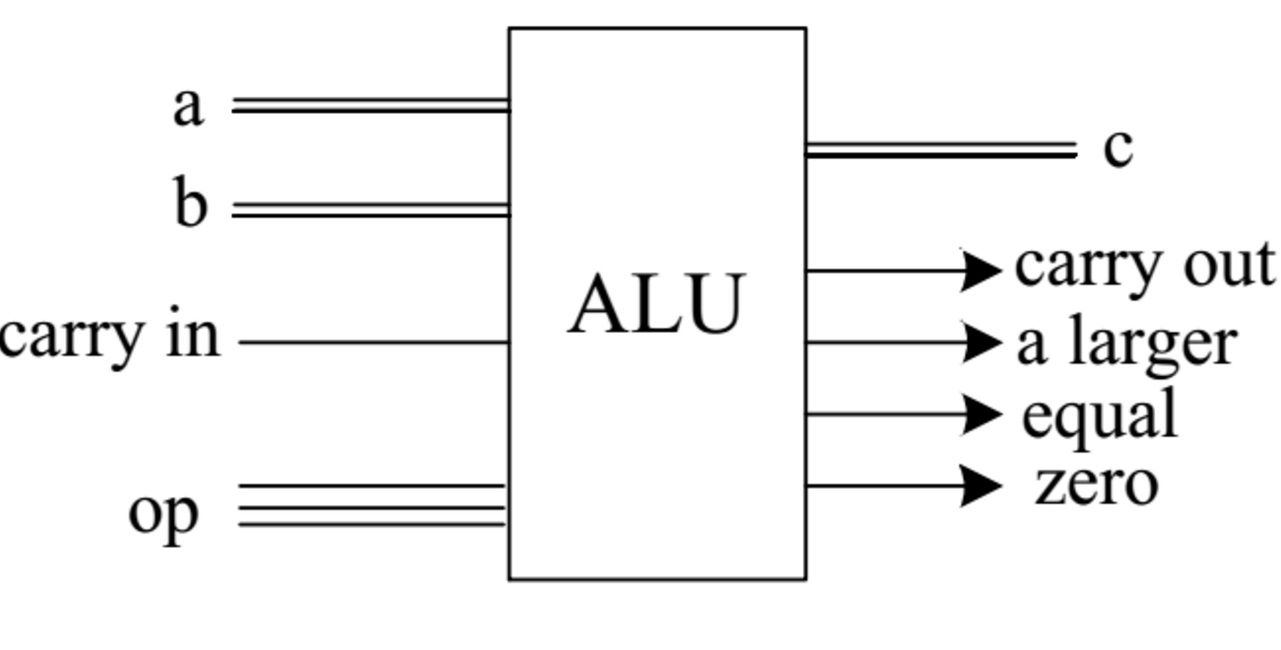 a
b
carry in
op
ALU
c
carry out
a larger
equal
zero